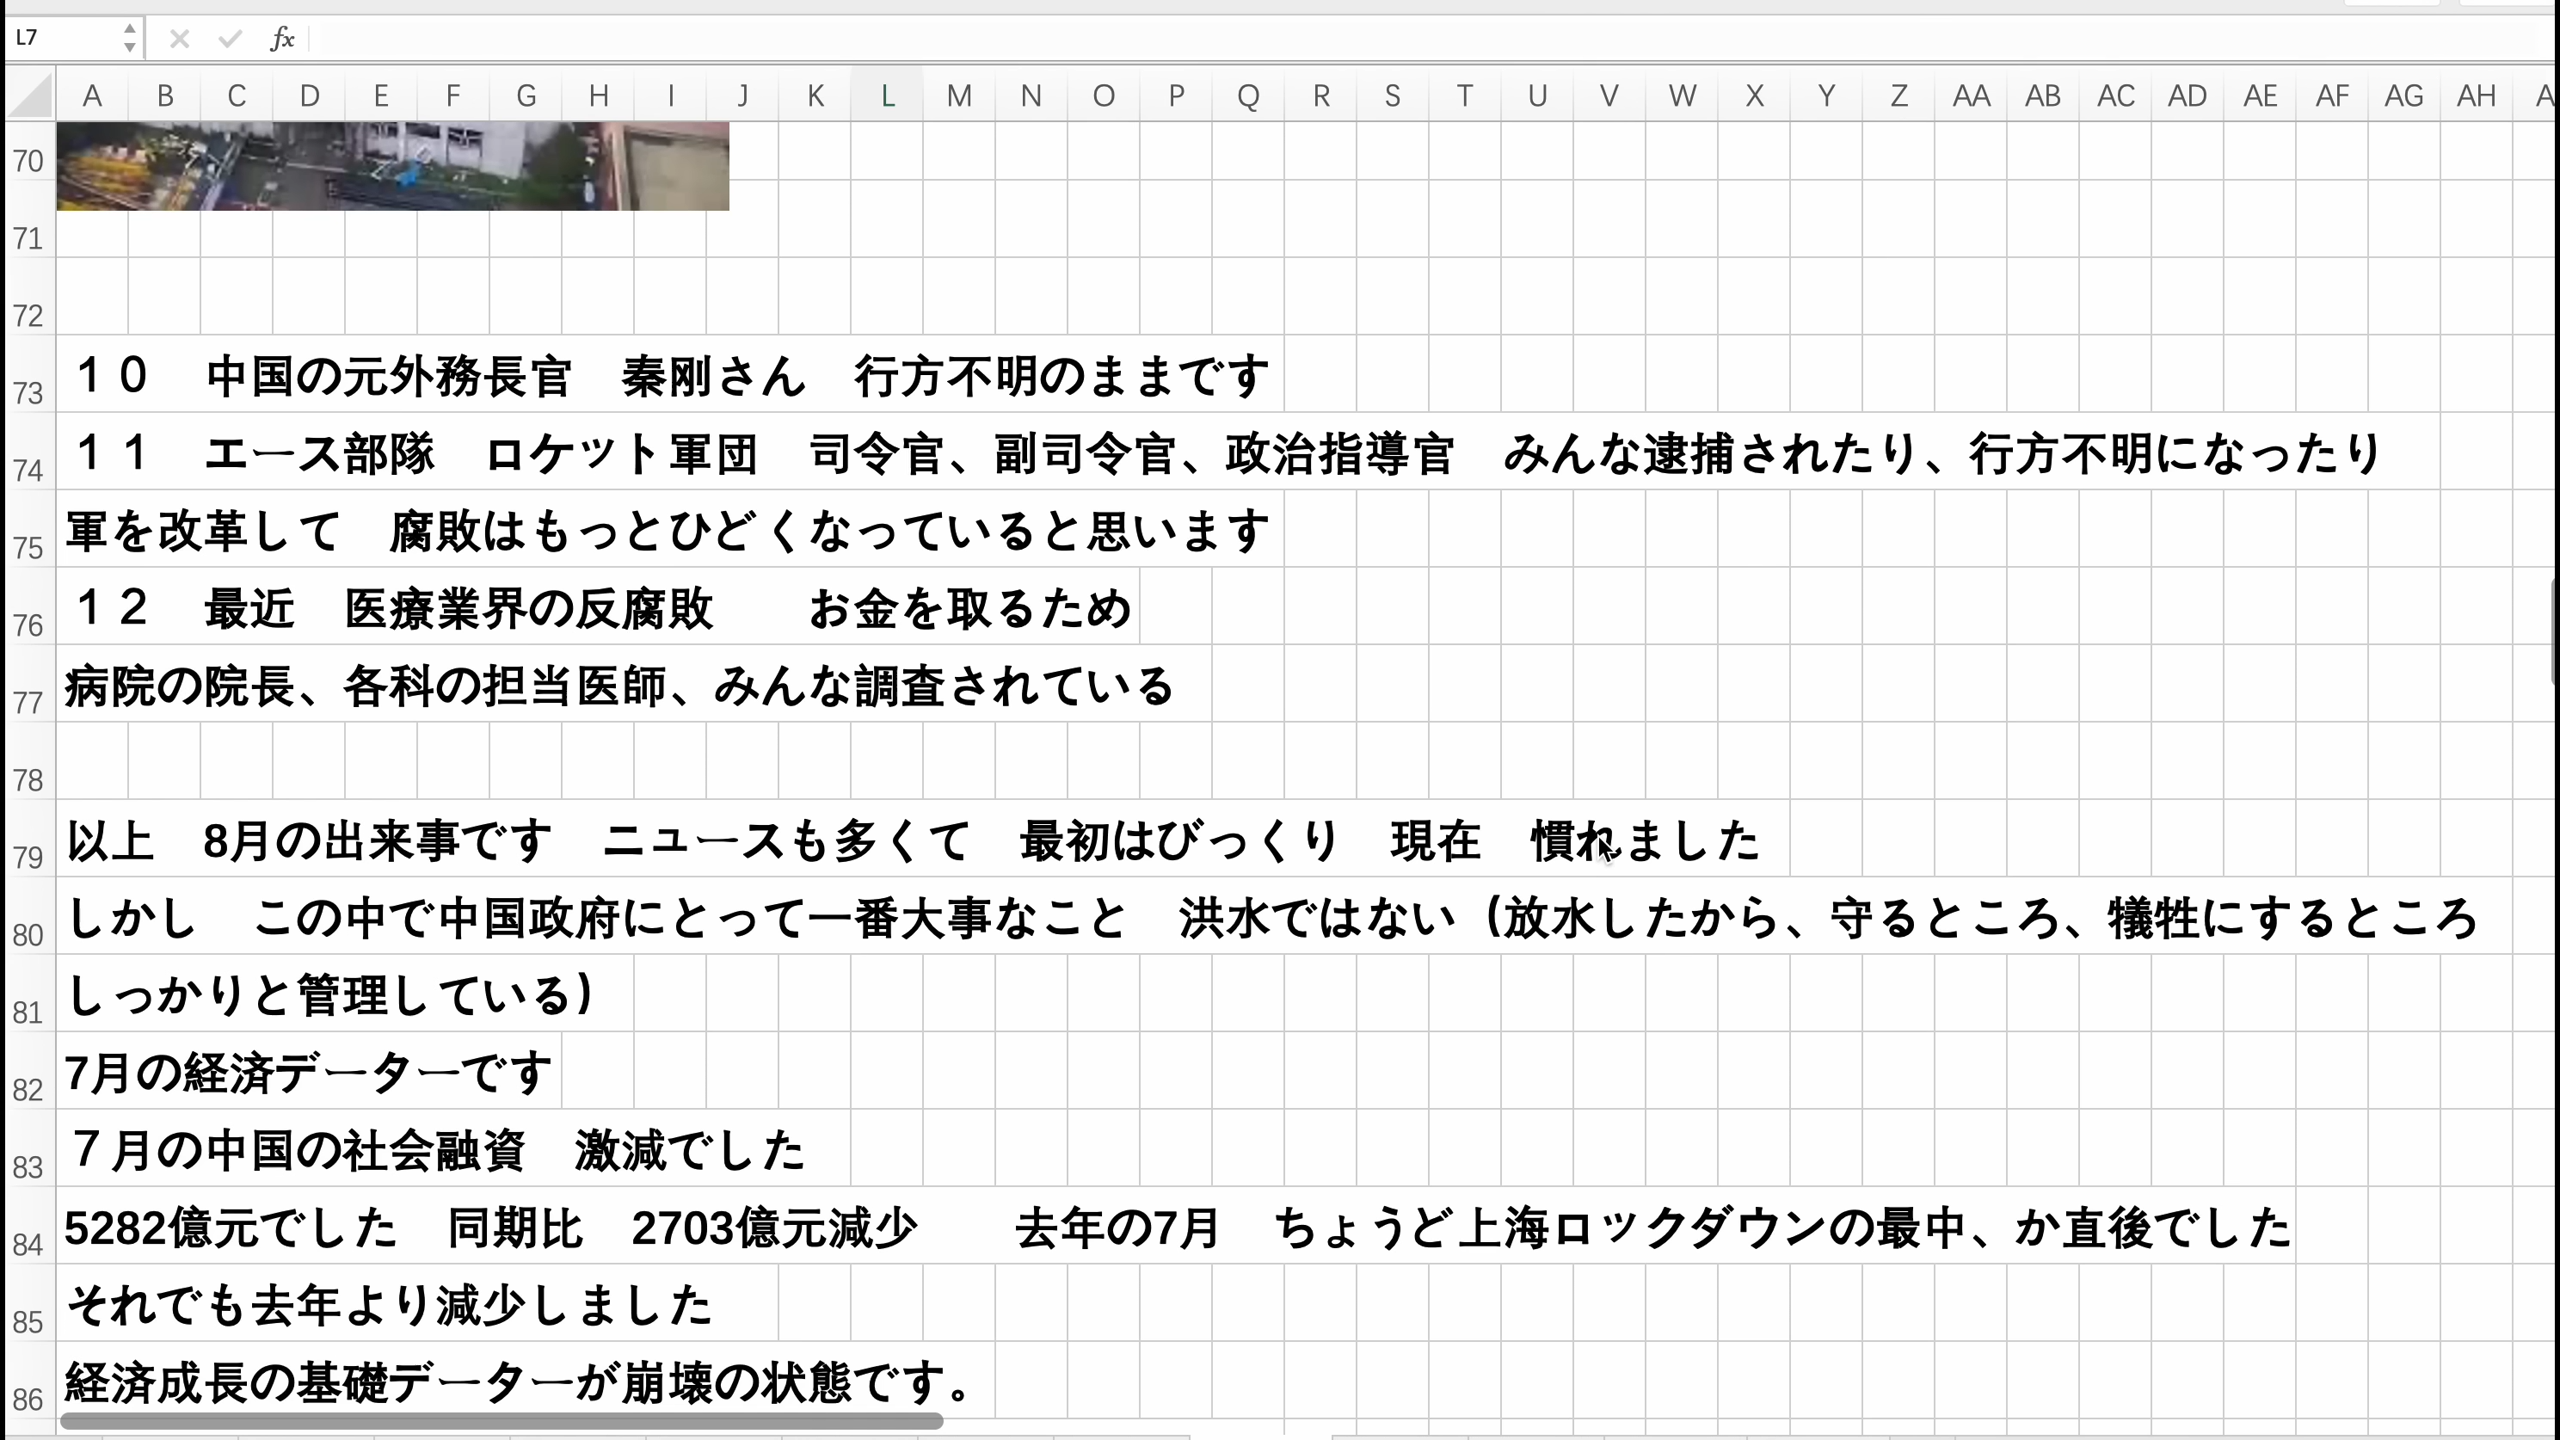 L7 fx
A B C D E F G H I J K L M N O P Q R S T U V W X Y Z AA AB AC AD AE AF AG AH
70
71
72
73 １０　中国の元外務長官　秦刚さん　行方不明のままです
74 １１　エース部隊　ロケット軍団　司令官、副司令官、政治指導官　みんな逮捕されたり、行方不明になったり
75 軍を改革して　腐敗はもっとひどくなっていると思います
76 １２　最近　医療業界の反腐敗　　お金を取るため
77 病院の院長、各科の担当医師、みんな調査されている
78
79 以上　8月の出来事です　ニュースも多くて　最初はびっくり　現在　慣れました
80 しかし　この中で中国政府にとって一番大事なこと　洪水ではない（放水したから、守るところ、犠牲にするところ
81 しっかりと管理している）
82 7月の経済データーです
83 ７月の中国の社会融資　激減でした
84 5282億元でした　同期比　2703億元減少　　去年の7月　ちょうど上海ロックダウンの最中、か直後でした
85 それでも去年より減少しました
86 経済成長の基礎データーが崩壊の状態です。